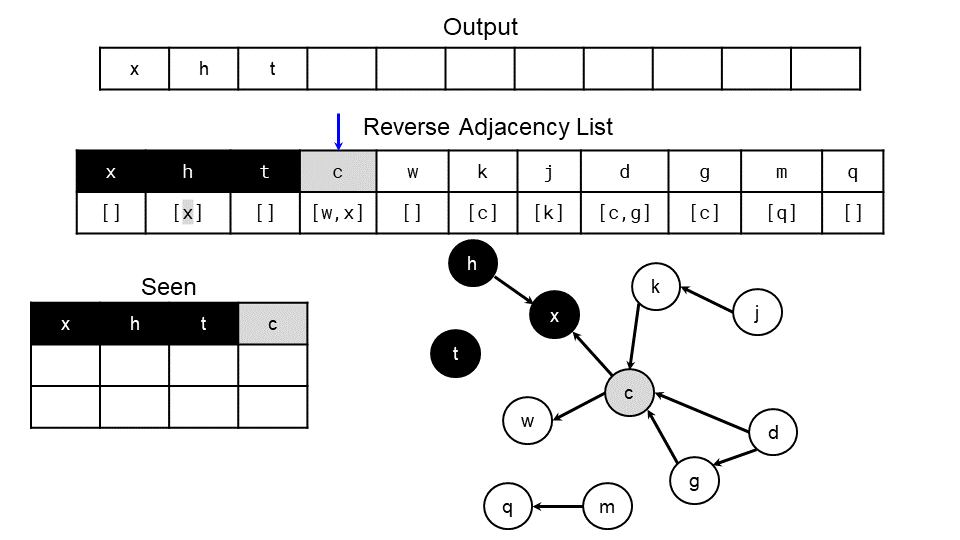 Output
x h t
Reverse Adjacency List
x h t c w k j d g m q
[] [x] [] [w,x] [] [c] [k] [c,g] [c] [q] []
Seen
x h t c
h
x
k
j
t
c
w
d
g
q
m